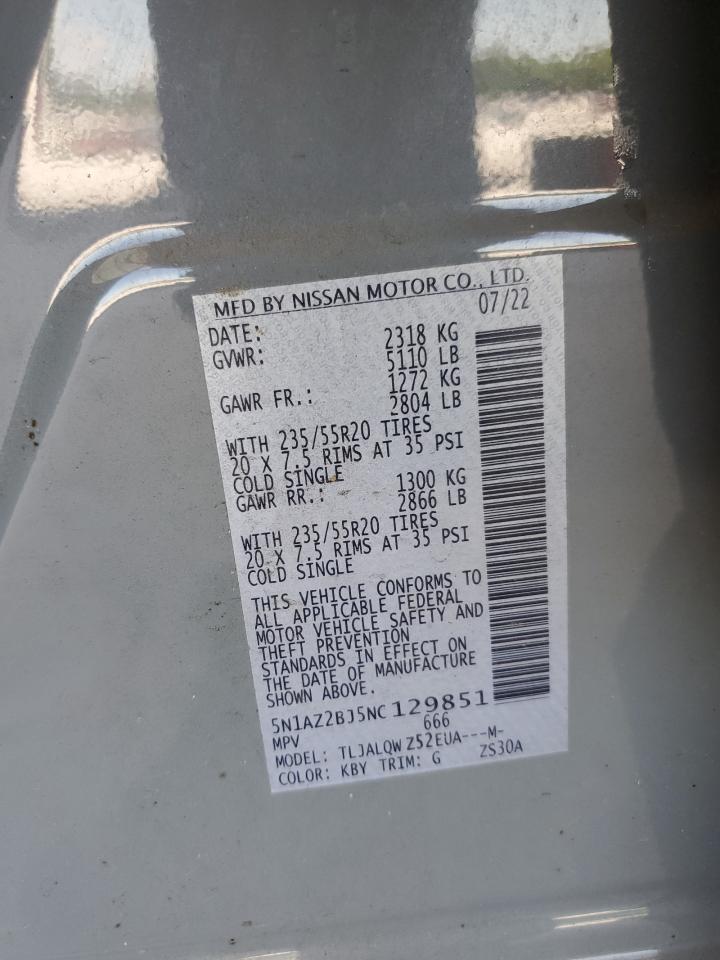 MFD BY NISSAN MOTOR CO., LTD.
DATE: 07/22
GVWR: 2318 KG
5110 LB
GAWR FR.: 1272 KG
2804 LB
WITH 235/55R20 TIRES
20 X 7.5 RIMS AT 35 PSI
COLD SINGLE
GAWR RR.: 1300 KG
2866 LB
WITH 235/55R20 TIRES
20 X 7.5 RIMS AT 35 PSI
COLD SINGLE
THIS VEHICLE CONFORMS TO
ALL APPLICABLE FEDERAL
MOTOR VEHICLE SAFETY AND
THEFT PREVENTION
STANDARDS IN EFFECT ON
THE DATE OF MANUFACTURE
SHOWN ABOVE.
5N1AZ2BJ5NC129851
MPV 666
MODEL: TLJALQWZ52EUA---M-
COLOR: KBY TRIM: G ZS30A